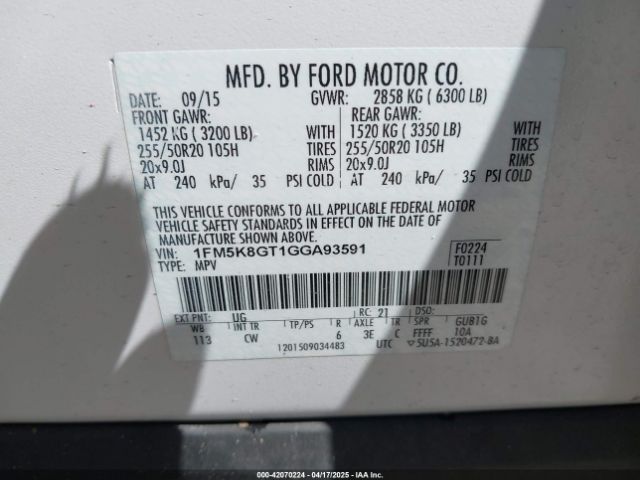 MFD. BY FORD MOTOR CO.
DATE: 09/15 GVWR: 2858 KG ( 6300 LB)
FRONT GAWR: REAR GAWR:
1452 KG ( 3200 LB) WITH 1520 KG ( 3350 LB) WITH
255/50R20 105H TIRES 255/50R20 105H TIRES
20x9.0J RIMS 20x9.0J RIMS
AT 240 kPa/ 35 PSI COLD AT 240 kPa/ 35 PSI COLD
THIS VEHICLE CONFORMS TO ALL APPLICABLE FEDERAL MOTOR
VEHICLE SAFETY STANDARDS IN EFFECT ON THE DATE OF
MANUFACTURE SHOWN ABOVE.
VIN: 1FM5K8GT1GGA93591 F0224
TYPE: MPV T0111
EXT PNT: UG RC: 21 DSO:
WB INT TR TP/PS R AXLE TR SPR GUB1G
113 CW 6 3E C FFFF 10A
1201509034483 UTC ▽5U5A-1520472-BA
000-42070224 - 04/17/2025 - IAA, Inc.